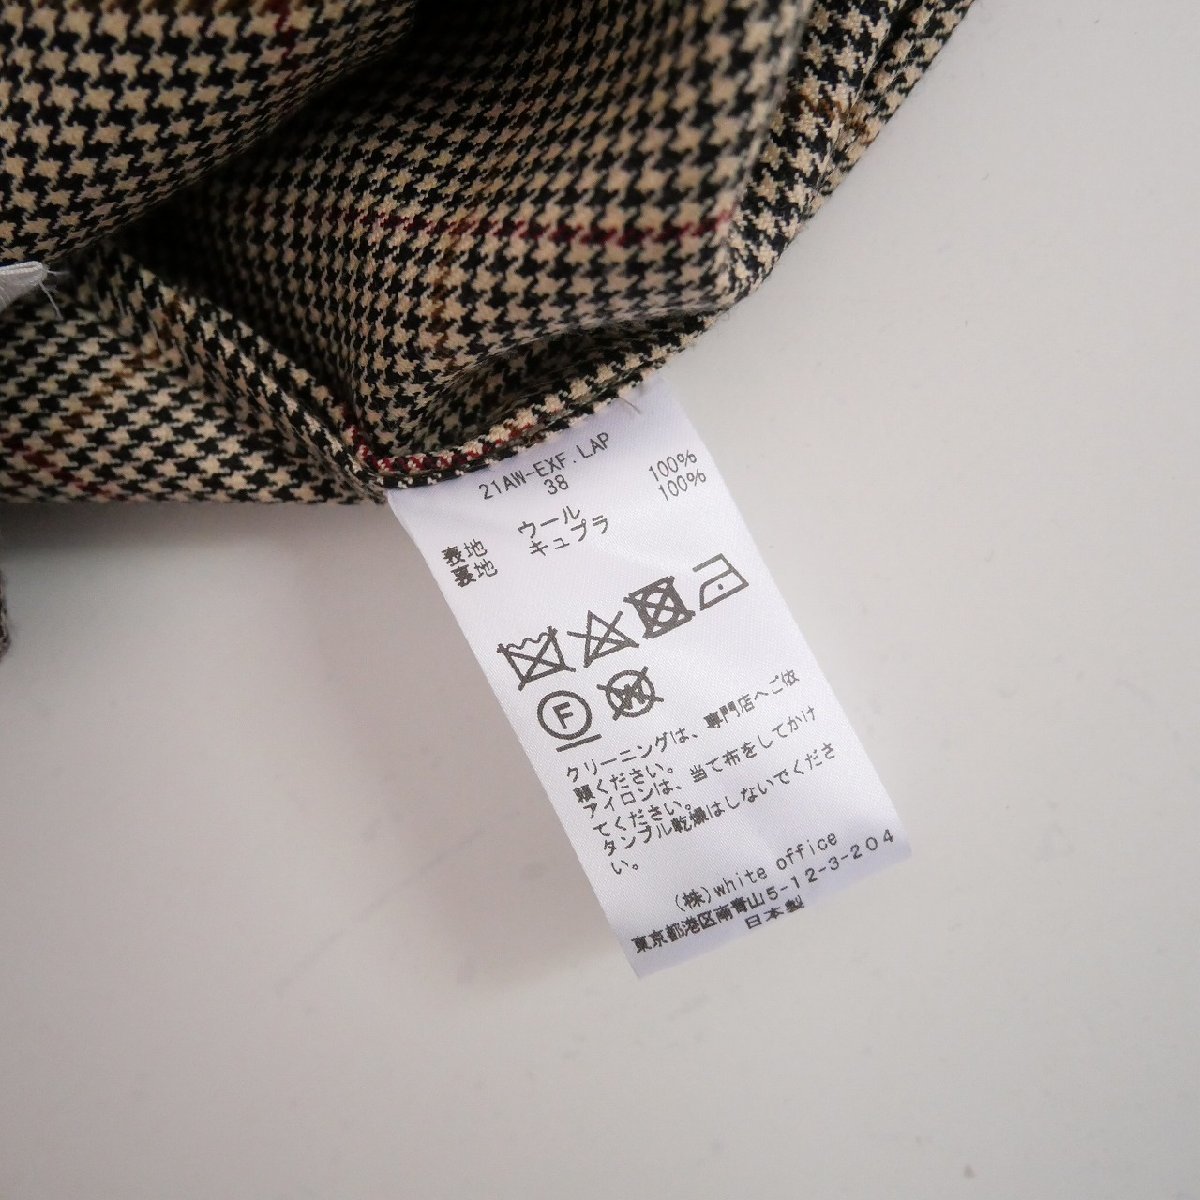 21AW-EXF.LAP
38
表地 ウール 100%
裏地 キュプラ 100%
F W
クリーニングは、専門店へご依
頼ください。
アイロンは、当て布をしてかけ
てください。
タンブル乾燥はしないでくださ
い。
(株)white office
東京都港区南青山5-12-3-204
日本製